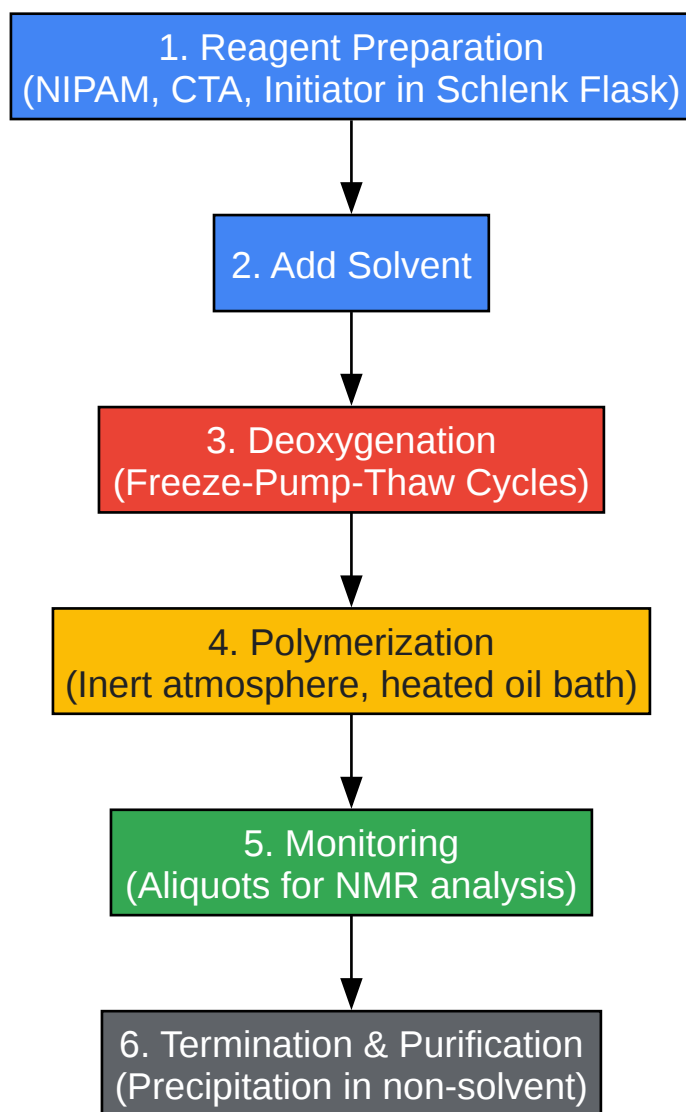 1. Reagent Preparation
(NIPAM, CTA, Initiator in Schlenk Flask)
2. Add Solvent
3. Deoxygenation
(Freeze-Pump-Thaw Cycles)
4. Polymerization
(Inert atmosphere, heated oil bath)
5. Monitoring
(Aliquots for NMR analysis)
6. Termination & Purification
(Precipitation in non-solvent)